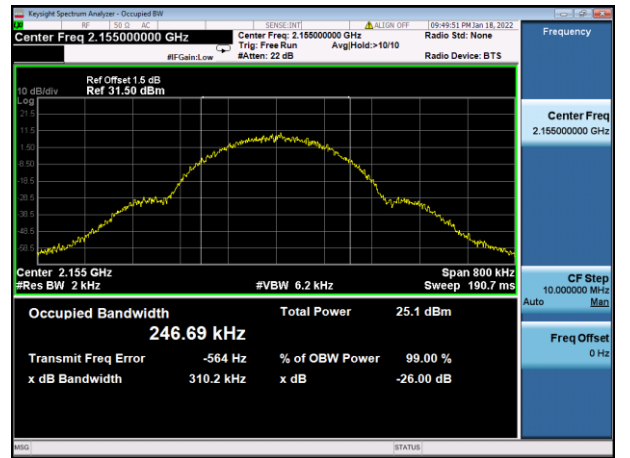 Keysight Spectrum Analyzer - Occupied BW
RF 50 Ω AC SENSE:INT ALIGN OFF 09:49:51 PM Jan 18, 2022
Center Freq 2.155000000 GHz Center Freq: 2.155000000 GHz Radio Std: None Frequency
Trig: Free Run Avg|Hold:>10/10
#IFGain:Low #Atten: 22 dB Radio Device: BTS
Ref Offset 1.5 dB
10 dB/div Ref 31.50 dBm
Log
21.5
11.5
1.50
-8.50
-18.5
-28.5
-38.5
-48.5
-58.5
Center Freq
2.155000000 GHz
Center 2.155 GHz Span 800 kHz
#Res BW 2 kHz #VBW 6.2 kHz Sweep 190.7 ms
CF Step
10.000000 MHz
Auto Man
Occupied Bandwidth Total Power 25.1 dBm
246.69 kHz
Freq Offset
0 Hz
Transmit Freq Error -564 Hz % of OBW Power 99.00 %
x dB Bandwidth 310.2 kHz x dB -26.00 dB
MSG STATUS